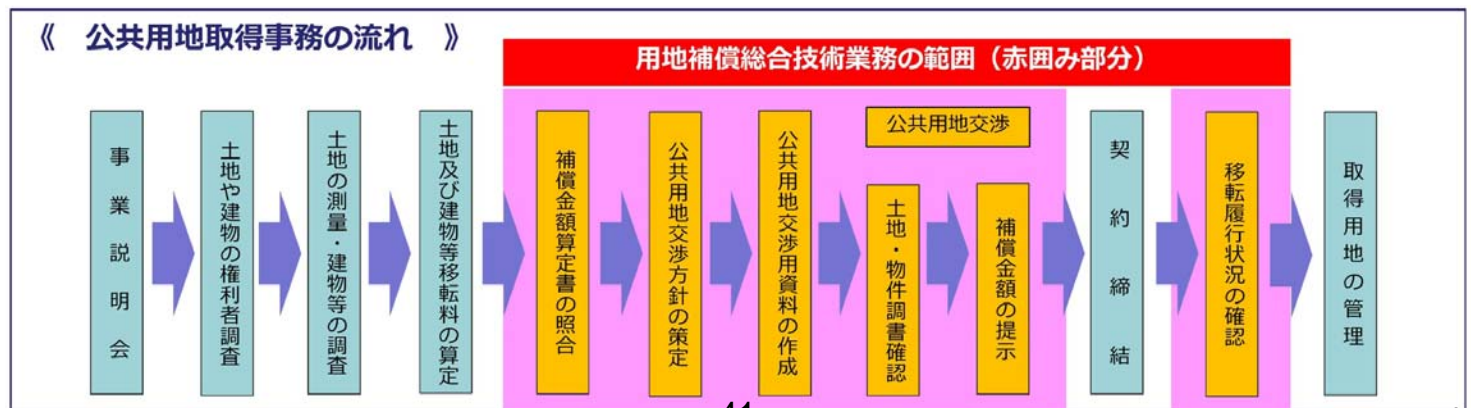 《 公共用地取得事務の流れ 》
用地補償総合技術業務の範囲（赤囲み部分）
事業説明会
土地や建物の権利者調査
土地の測量・建物等の調査
土地及び建物等移転料の算定
補償金額算定書の照合
公共用地交渉方針の策定
公共用地交渉用資料の作成
公共用地交渉
土地・物件調書確認
補償金額の提示
契約締結
移転履行状況の確認
取得用地の管理